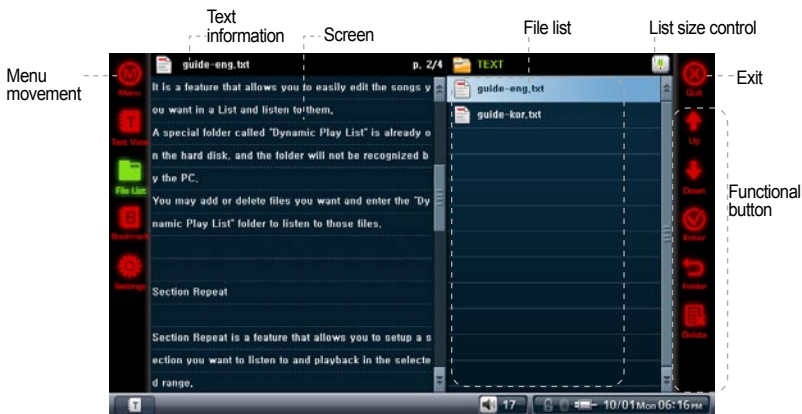 Text
information
Screen
File list
List size control
Menu
movement
Exit
Functional
button
guide-eng.txt
p. 2/4
TEXT
Menu
Text View
File List
Bookmark
Settings
It is a feature that allows you to easily edit the songs y
ou want in a List and listen to them.
A special folder called "Dynamic Play List" is already o
n the hard disk, and the folder will not be recognized b
y the PC.
You may add or delete files you want and enter the "Dy
namic Play List" folder to listen to those files.
Section Repeat
Section Repeat is a feature that allows you to setup a s
ection you want to listen to and playback in the selecte
d range.
guide-eng.txt
guide-kor.txt
Quit
Up
Down
Enter
Folder
Delete
T
17
10/01 Mon 06:16 PM